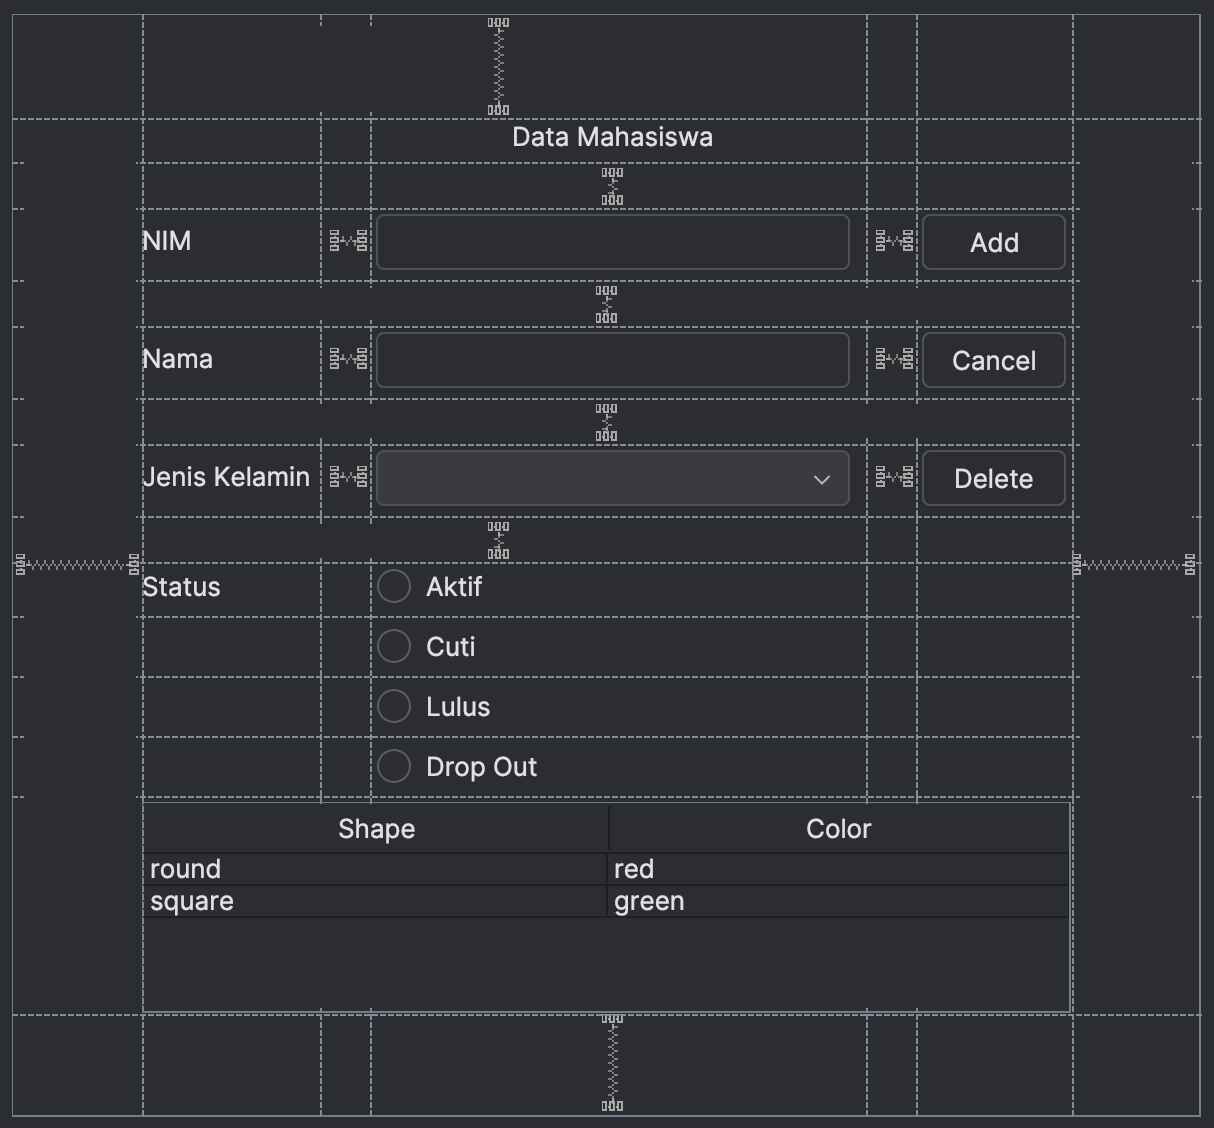 Data Mahasiswa
NIM Add
Nama Cancel
Jenis Kelamin Delete
Status Aktif
Cuti
Lulus
Drop Out
Shape Color
round red
square green